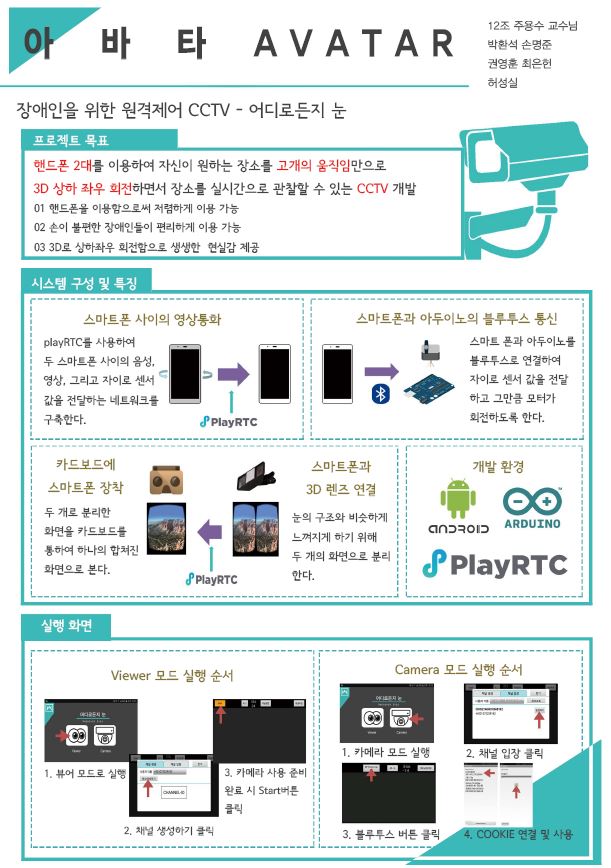 아 바 타 AVATAR
12조 주용수 교수님
박환석 손명준
권영훈 최은헌
허성실
장애인을 위한 원격제어 CCTV - 어디로든지 눈
프로젝트 목표
핸드폰 2대를 이용하여 자신이 원하는 장소를 고개의 움직임만으로
3D 상하 좌우 회전하면서 장소를 실시간으로 관찰할 수 있는 CCTV 개발
01 핸드폰을 이용함으로써 저렴하게 이용 가능
02 손이 불편한 장애인들이 편리하게 이용 가능
03 3D로 상하좌우 회전함으로 생생한 현실감 제공
시스템 구성 및 특징
스마트폰 사이의 영상통화
playRTC를 사용하여
두 스마트폰 사이의 음성,
영상, 그리고 자이로 센서
값을 전달하는 네트워크를
구축한다.
PlayRTC
스마트폰과 아두이노의 블루투스 통신
스마트 폰과 아두이노를
블루투스로 연결하여
자이로 센서 값을 전달
하고 그만큼 모터가
회전하도록 한다.
카드보드에
스마트폰 장착
두 개로 분리한
화면을 카드보드를
통하여 하나의 합쳐진
화면으로 본다.
PlayRTC
스마트폰과
3D 렌즈 연결
눈의 구조와 비슷하게
느껴지게 하기 위해
두 개의 화면으로 분리
한다.
개발 환경
ANDROID
ARDUINO
PlayRTC
실행 화면
Viewer 모드 실행 순서
어디로든지 눈
Viewer
Camera
1. 뷰어 모드로 실행
CHANNEL-ID
2. 채널 생성하기 클릭
3. 카메라 사용 준비
완료 시 Start버튼
클릭
Camera 모드 실행 순서
어디로든지 눈
Viewer
Camera
1. 카메라 모드 실행
2. 채널 입장 클릭
3. 블루투스 버튼 클릭
4. COOKIE 연결 및 사용